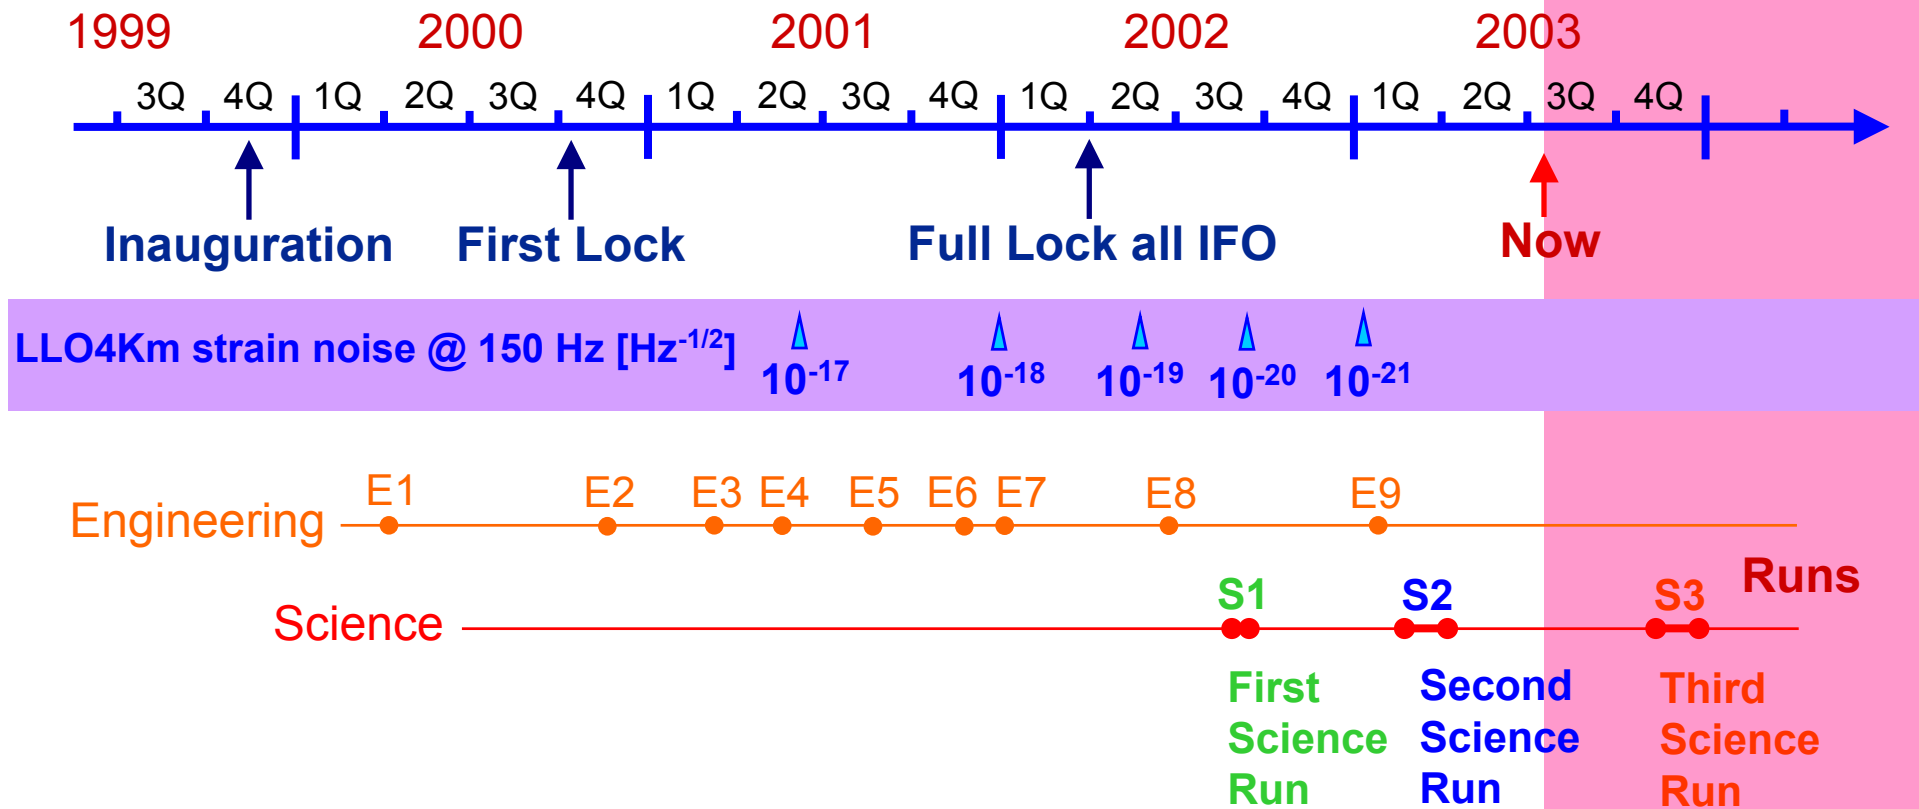 1999 2000 2001 2002 2003
3Q 4Q 1Q 2Q 3Q 4Q 1Q 2Q 3Q 4Q 1Q 2Q 3Q 4Q 1Q 2Q 3Q 4Q
Inauguration First Lock Full Lock all IFO Now
LLO4Km strain noise @ 150 Hz [Hz⁻¹/²] 10⁻¹⁷ 10⁻¹⁸ 10⁻¹⁹ 10⁻²⁰ 10⁻²¹
E1 E2 E3 E4 E5 E6 E7 E8 E9
Engineering
Runs
S1 S2 S3
Science
First Second Third
Science Science Science
Run Run Run